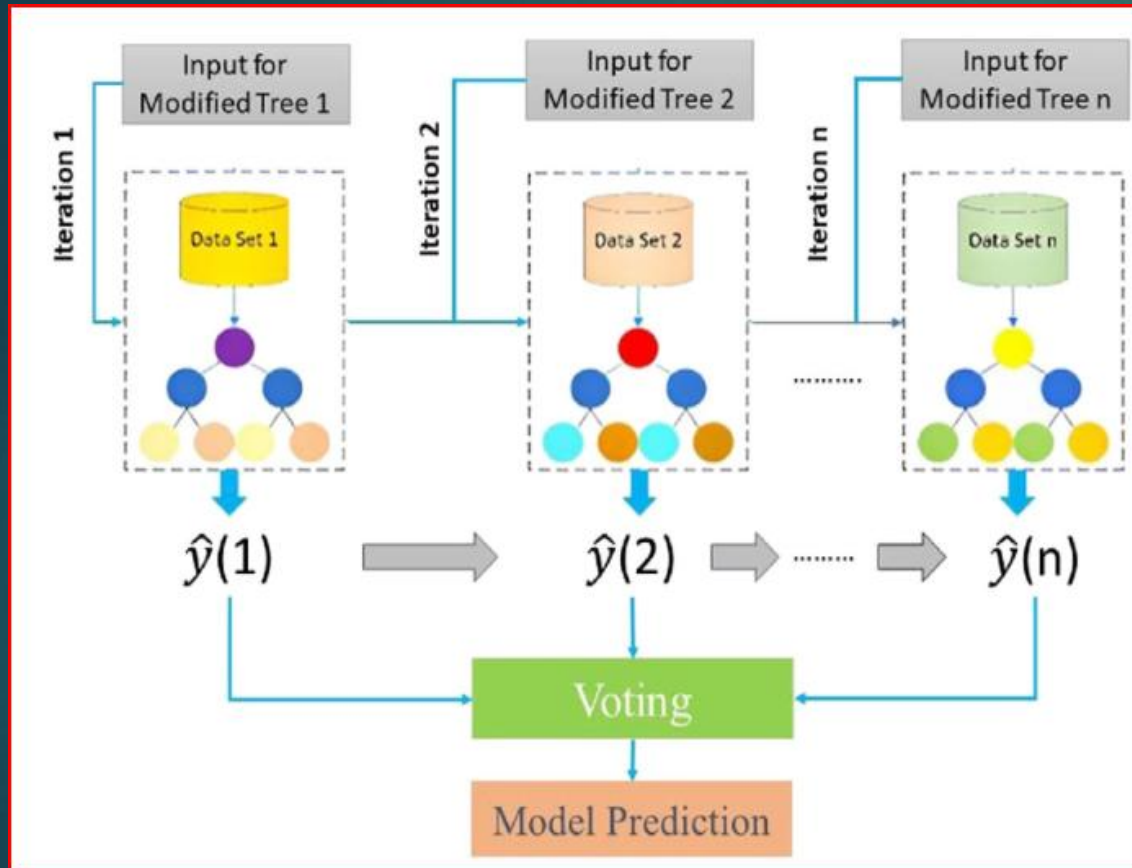 Input for
Modified Tree 1
Input for
Modified Tree 2
Input for
Modified Tree n
Iteration 1
Iteration 2
Iteration n
Data Set 1
Data Set 2
Data Set n
..........
ŷ(1)
ŷ(2)
.........
ŷ(n)
Voting
Model Prediction